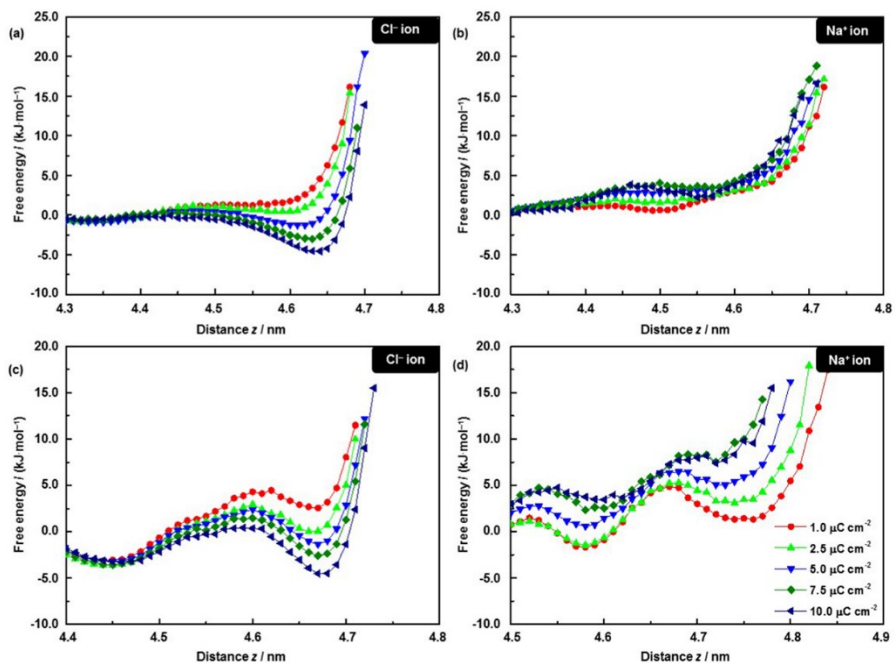 (a)
Cl⁻ ion
25.0
20.0
15.0
10.0
5.0
0.0
-5.0
-10.0
Free energy / (kJ·mol⁻¹)
4.3 4.4 4.5 4.6 4.7 4.8
Distance z / nm
(b)
Na⁺ ion
25.0
20.0
15.0
10.0
5.0
0.0
-5.0
-10.0
Free energy / (kJ·mol⁻¹)
4.3 4.4 4.5 4.6 4.7 4.8
Distance z / nm
(c)
Cl⁻ ion
20.0
15.0
10.0
5.0
0.0
-5.0
-10.0
Free energy / (kJ·mol⁻¹)
4.4 4.5 4.6 4.7 4.8
Distance z / nm
(d)
Na⁺ ion
20.0
15.0
10.0
5.0
0.0
-5.0
-10.0
Free energy / (kJ·mol⁻¹)
1.0 μC cm⁻²
2.5 μC cm⁻²
5.0 μC cm⁻²
7.5 μC cm⁻²
10.0 μC cm⁻²
4.5 4.6 4.7 4.8 4.9
Distance z / nm